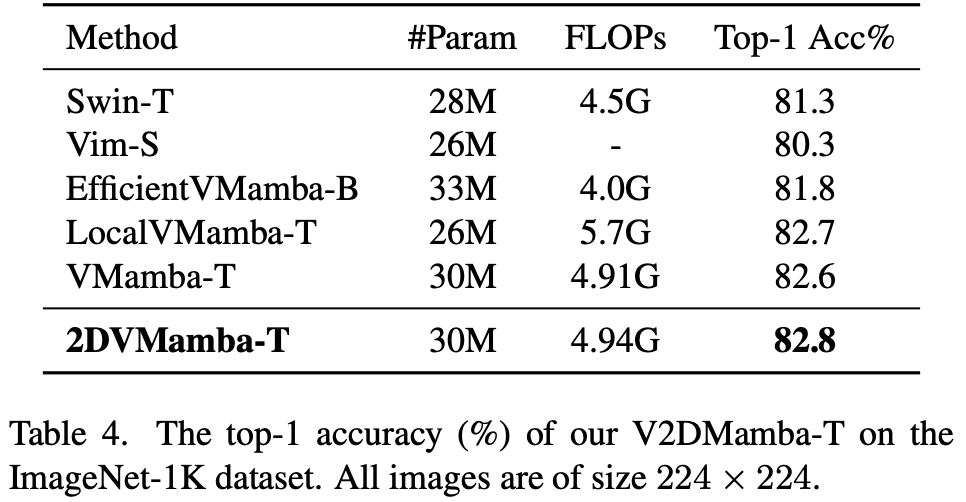 Method #Param FLOPs Top-1 Acc%
Swin-T 28M 4.5G 81.3
Vim-S 26M - 80.3
EfficientVMamba-B 33M 4.0G 81.8
LocalVMamba-T 26M 5.7G 82.7
VMamba-T 30M 4.91G 82.6
2DVMamba-T 30M 4.94G 82.8
Table 4. The top-1 accuracy (%) of our V2DMamba-T on the
ImageNet-1K dataset. All images are of size 224 × 224.